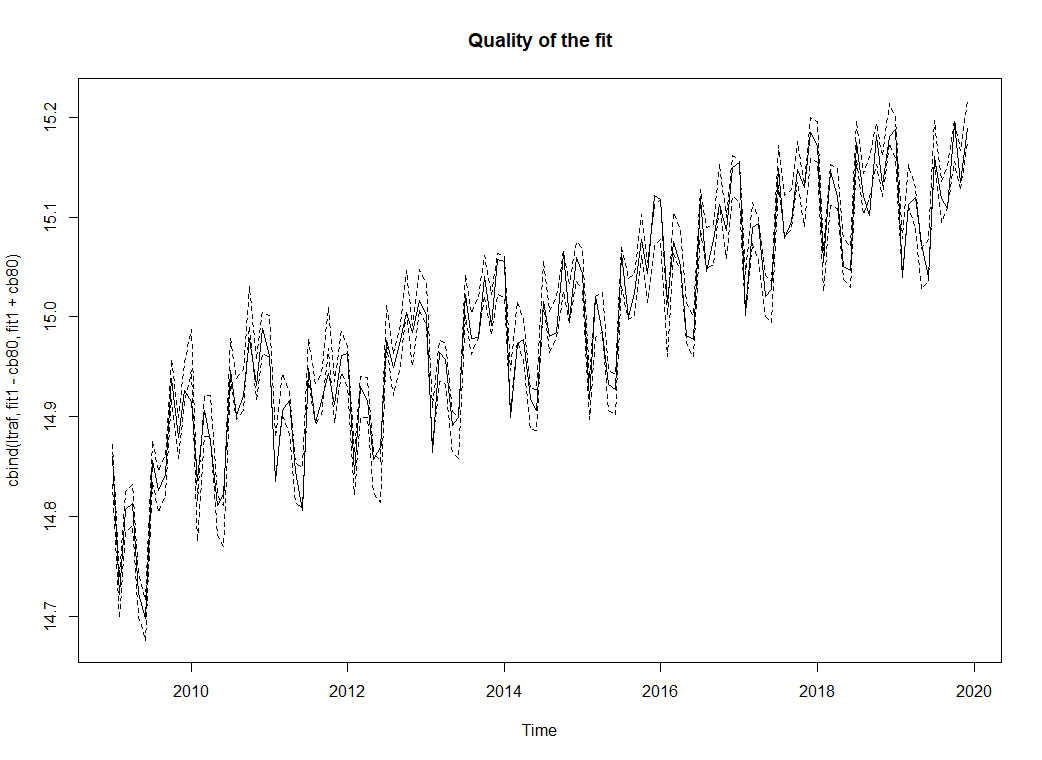 Quality of the fit
cbind(ltraf, fit1 - cb80, fit1 + cb80)
15.2
15.1
15.0
14.9
14.8
14.7
2010 2012 2014 2016 2018 2020
Time